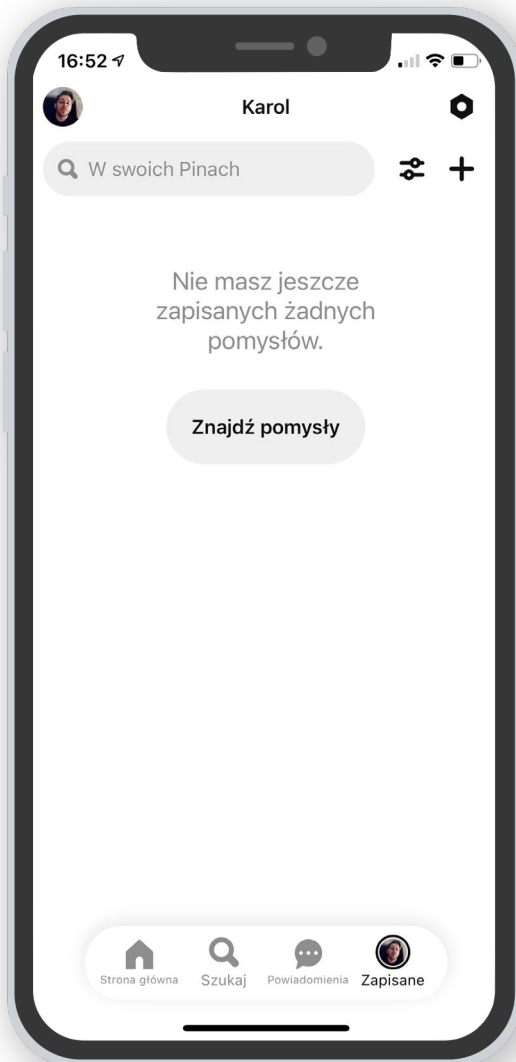 16:52
Karol
W swoich Pinach
Nie masz jeszcze
zapisanych żadnych
pomysłów.
Znajdź pomysły
Strona główna
Szukaj
Powiadomienia
Zapisane